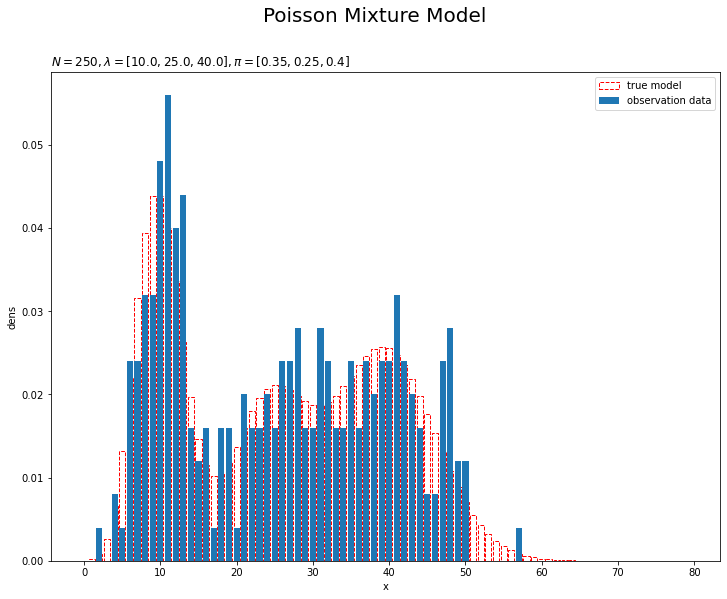 Poisson Mixture Model
N = 250, λ = [10.0, 25.0, 40.0], π = [0.35, 0.25, 0.4]
true model
observation data
0.05
0.04
0.03
0.02
0.01
0.00
dens
0 10 20 30 40 50 60 70 80
x